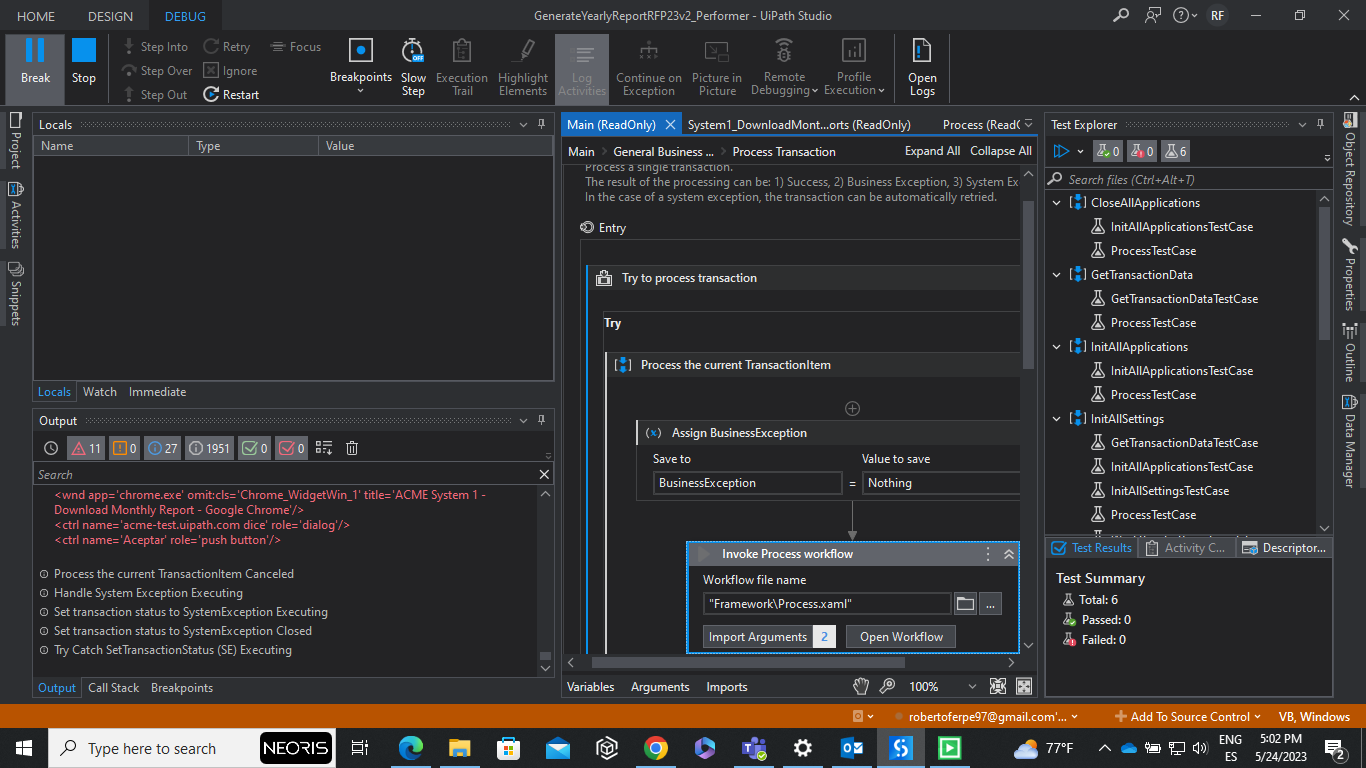 HOME DESIGN DEBUG GenerateYearlyReportRFP23v2_Performer - UiPath Studio RF
Break
Stop
Step Into
Step Over
Step Out
Retry
Ignore
Restart
Focus
Breakpoints
Slow Step
Execution Trail
Highlight Elements
Log Activities
Continue on Exception
Picture in Picture
Remote Debugging
Profile Execution
Open Logs
Project
Activities
Snippets
Locals
Name Type Value
Locals Watch Immediate
Output
11 0 27 1951 0 0
Search
<wnd app='chrome.exe' omit:cls='Chrome_WidgetWin_1' title='ACME System 1 -
Download Monthly Report - Google Chrome'/>
<ctrl name='acme-test.uipath.com dice' role='dialog'/>
<ctrl name='Aceptar' role='push button'/>
Process the current TransactionItem Canceled
Handle System Exception Executing
Set transaction status to SystemException Executing
Set transaction status to SystemException Closed
Try Catch SetTransactionStatus (SE) Executing
Output Call Stack Breakpoints
Main (ReadOnly) System1_DownloadMont...orts (ReadOnly) Process (ReadO
Main General Business ... Process Transaction Expand All Collapse All
Process a single transaction.
The result of the processing can be: 1) Success, 2) Business Exception, 3) System Ex
In the case of a system exception, the transaction can be automatically retried.
Entry
Try to process transaction
Try
Process the current TransactionItem
(x) Assign BusinessException
Save to Value to save
BusinessException = Nothing
Invoke Process workflow
Workflow file name
"Framework\Process.xaml" ...
Import Arguments 2 Open Workflow
Variables Arguments Imports 100%
Test Explorer
0 0 6
Search files (Ctrl+Alt+T)
CloseAllApplications
InitAllApplicationsTestCase
ProcessTestCase
GetTransactionData
GetTransactionDataTestCase
ProcessTestCase
InitAllApplications
InitAllApplicationsTestCase
ProcessTestCase
InitAllSettings
GetTransactionDataTestCase
InitAllApplicationsTestCase
InitAllSettingsTestCase
ProcessTestCase
Test Results Activity C... Descriptor...
Test Summary
Total: 6
Passed: 0
Failed: 0
Object Repository
Properties
Outline
Data Manager
robertoferpe97@gmail.com'... Add To Source Control VB, Windows
Type here to search NEORIS 77°F ENG 5:02 PM
ES 5/24/2023 2